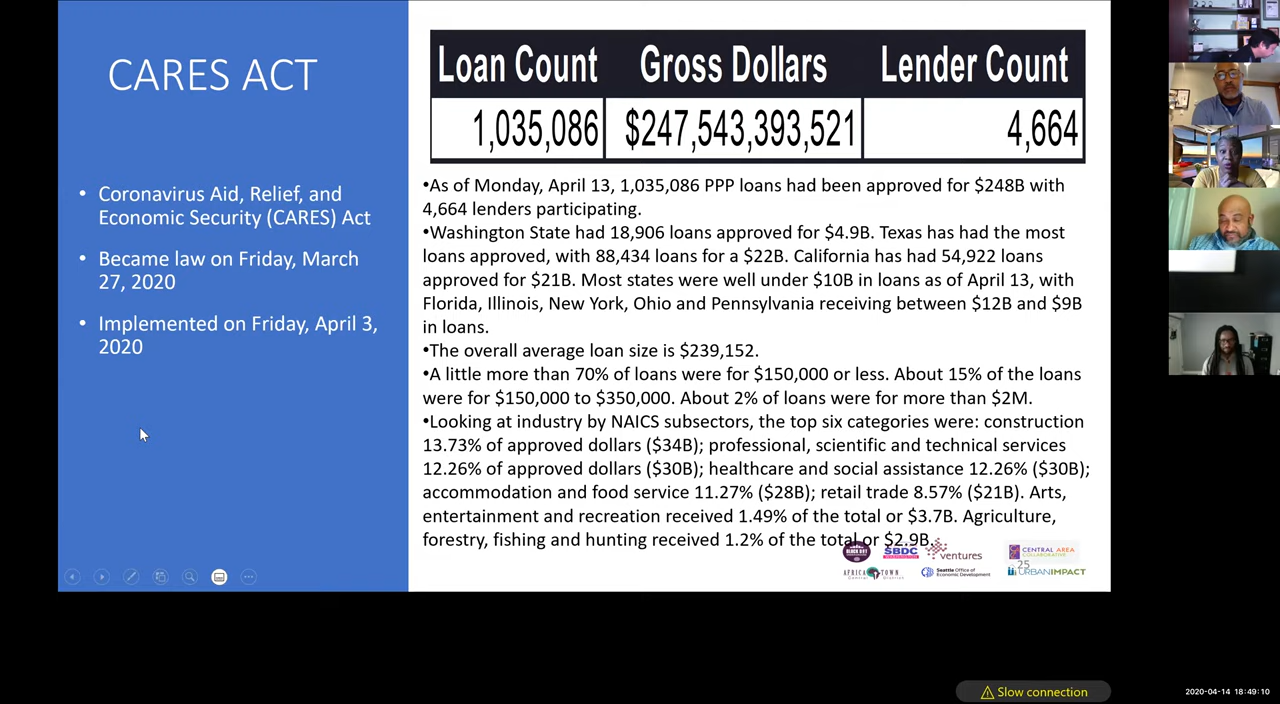 CARES ACT
• Coronavirus Aid, Relief, and
Economic Security (CARES) Act
• Became law on Friday, March
27, 2020
• Implemented on Friday, April 3,
2020
Loan Count Gross Dollars Lender Count
1,035,086 $247,543,393,521 4,664
•As of Monday, April 13, 1,035,086 PPP loans had been approved for $248B with
4,664 lenders participating.
•Washington State had 18,906 loans approved for $4.9B. Texas has had the most
loans approved, with 88,434 loans for a $22B. California has had 54,922 loans
approved for $21B. Most states were well under $10B in loans as of April 13, with
Florida, Illinois, New York, Ohio and Pennsylvania receiving between $12B and $9B
in loans.
•The overall average loan size is $239,152.
•A little more than 70% of loans were for $150,000 or less. About 15% of the loans
were for $150,000 to $350,000. About 2% of loans were for more than $2M.
•Looking at industry by NAICS subsectors, the top six categories were: construction
13.73% of approved dollars ($34B); professional, scientific and technical services
12.26% of approved dollars ($30B); healthcare and social assistance 12.26% ($30B);
accommodation and food service 11.27% ($28B); retail trade 8.57% ($21B). Arts,
entertainment and recreation received 1.49% of the total or $3.7B. Agriculture,
forestry, fishing and hunting received 1.2% of the total or $2.9B.
BLACK DOT
SBDC
ventures
CENTRAL AREA
COLLABORATIVE
25
AFRICATOWN
Central District
Seattle Office of
Economic Development
URBANIMPACT
Slow connection
2020-04-14 18:49:10